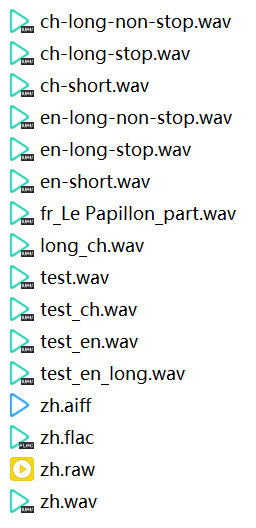 ch-long-non-stop.wav
ch-long-stop.wav
ch-short.wav
en-long-non-stop.wav
en-long-stop.wav
en-short.wav
fr_Le Papillon_part.wav
long_ch.wav
test.wav
test_ch.wav
test_en.wav
test_en_long.wav
zh.aiff
zh.flac
zh.raw
zh.wav